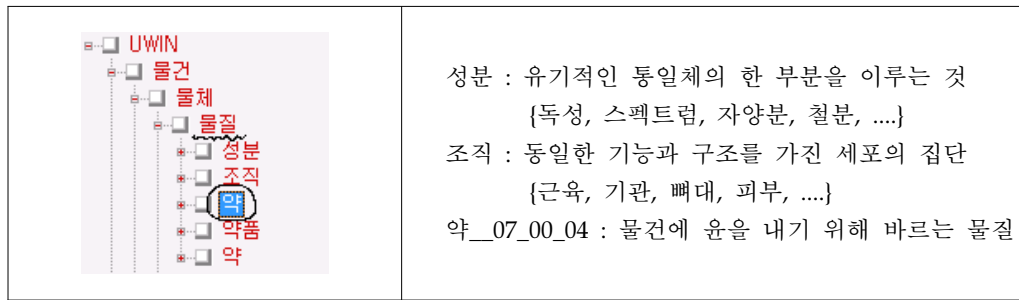 UWIN
물건
물체
물질
성분
조직
약
약품
약
성분 : 유기적인 통일체의 한 부분을 이루는 것
{독성, 스펙트럼, 자양분, 철분, ....}
조직 : 동일한 기능과 구조를 가진 세포의 집단
{근육, 기관, 뼈대, 피부, ....}
약__07_00_04 : 물건에 윤을 내기 위해 바르는 물질